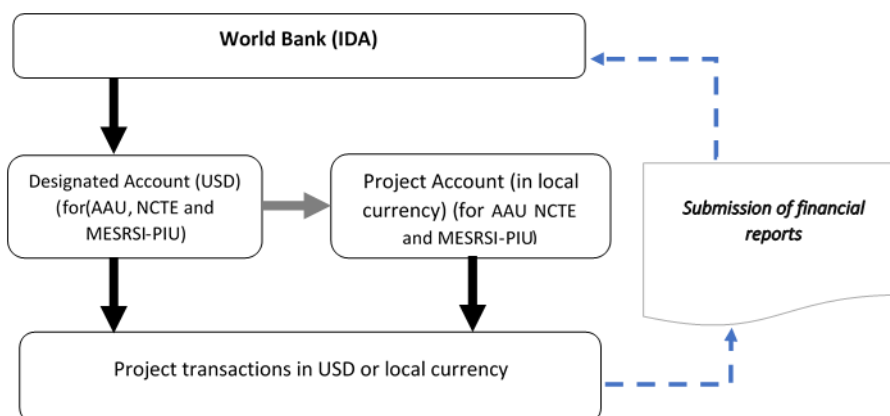 World Bank (IDA)
Designated Account (USD)
(for(AAU, NCTE and
MESRSI-PIU)
Project Account (in local
currency) (for AAU NCTE
and MESRSI-PIU)
Submission of financial
reports
Project transactions in USD or local currency